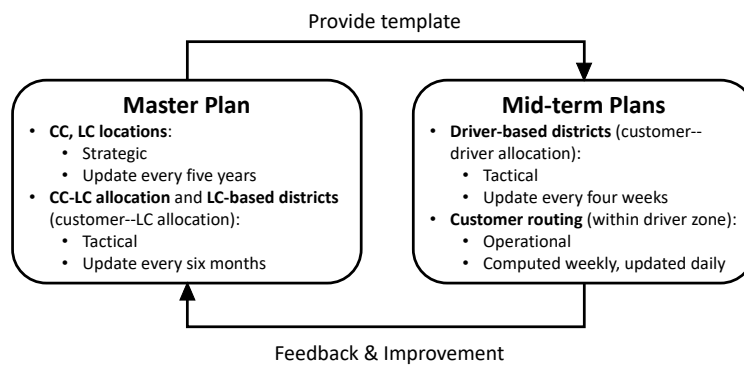 Provide template
Master Plan
• CC, LC locations:
• Strategic
• Update every five years
• CC-LC allocation and LC-based districts
(customer--LC allocation):
• Tactical
• Update every six months
Mid-term Plans
• Driver-based districts (customer--
driver allocation):
• Tactical
• Update every four weeks
• Customer routing (within driver zone):
• Operational
• Computed weekly, updated daily
Feedback & Improvement